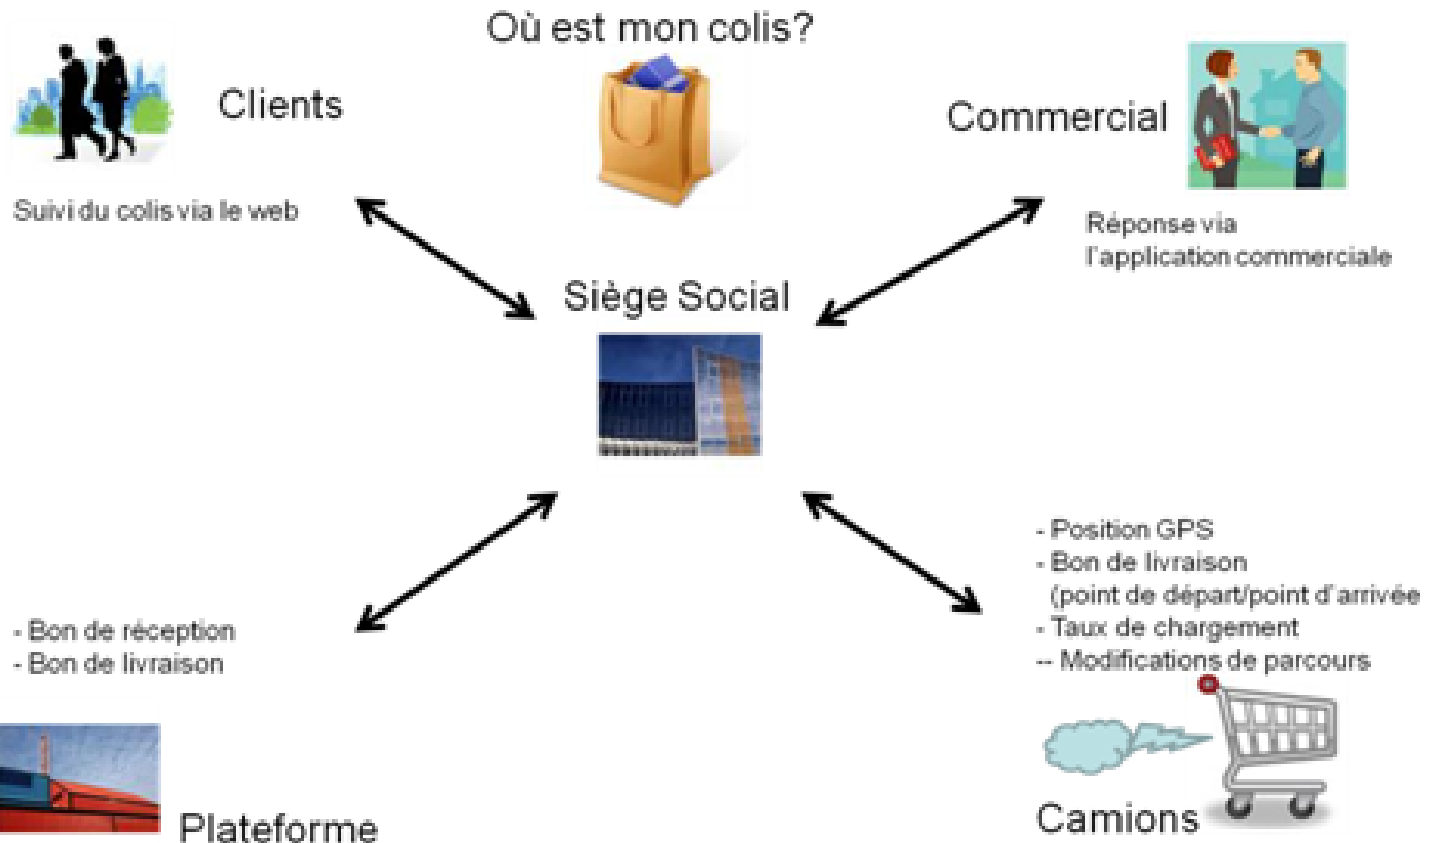 Où est mon colis?
Clients
Commercial
Suivi du colis via le web
Réponse via
l'application commerciale
Siège Social
- Position GPS
- Bon de livraison
(point de départ/point d'arrivée
- Taux de chargement
-- Modifications de parcours
- Bon de réception
- Bon de livraison
Plateforme
Camions